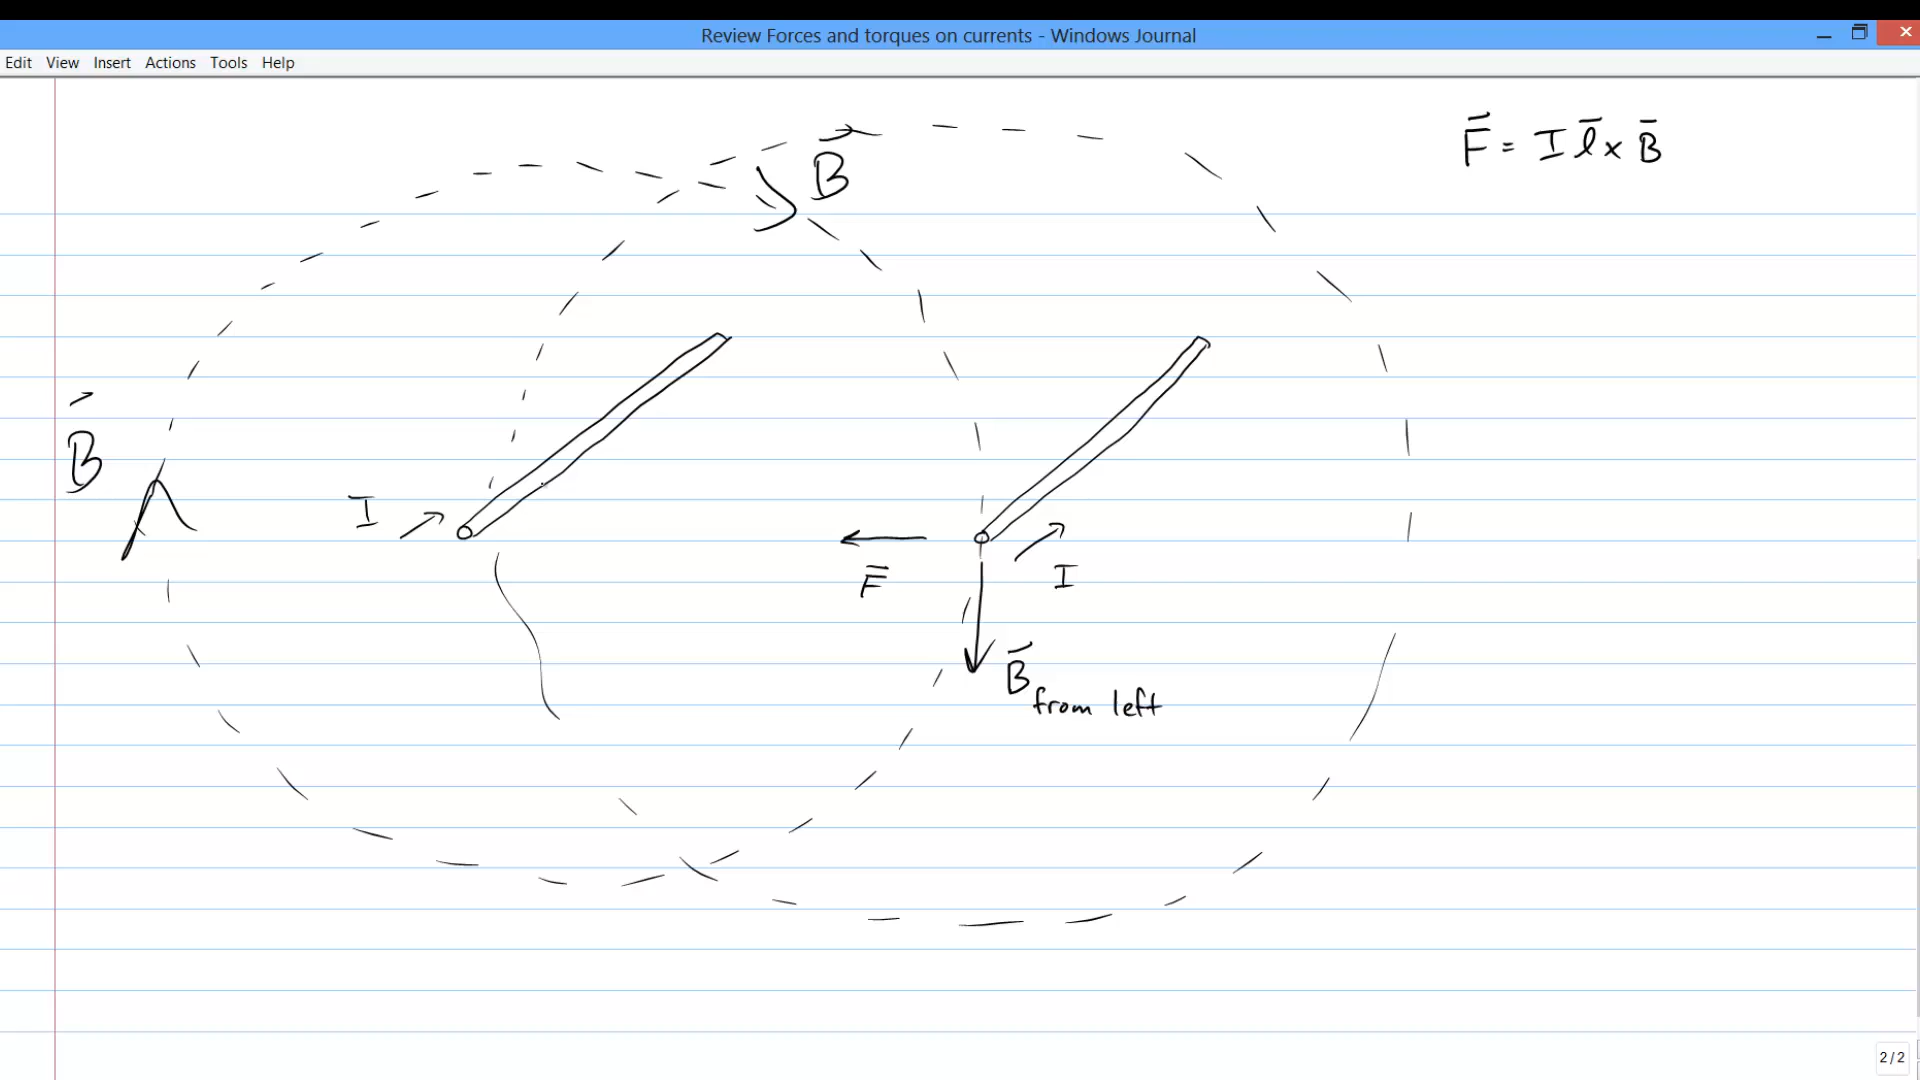 Review Forces and torques on currents - Windows Journal
Edit View Insert Actions Tools Help
F⃗ = I l⃗ × B⃗
B⃗
B⃗
I
F⃗
I
B⃗ from left
2/2